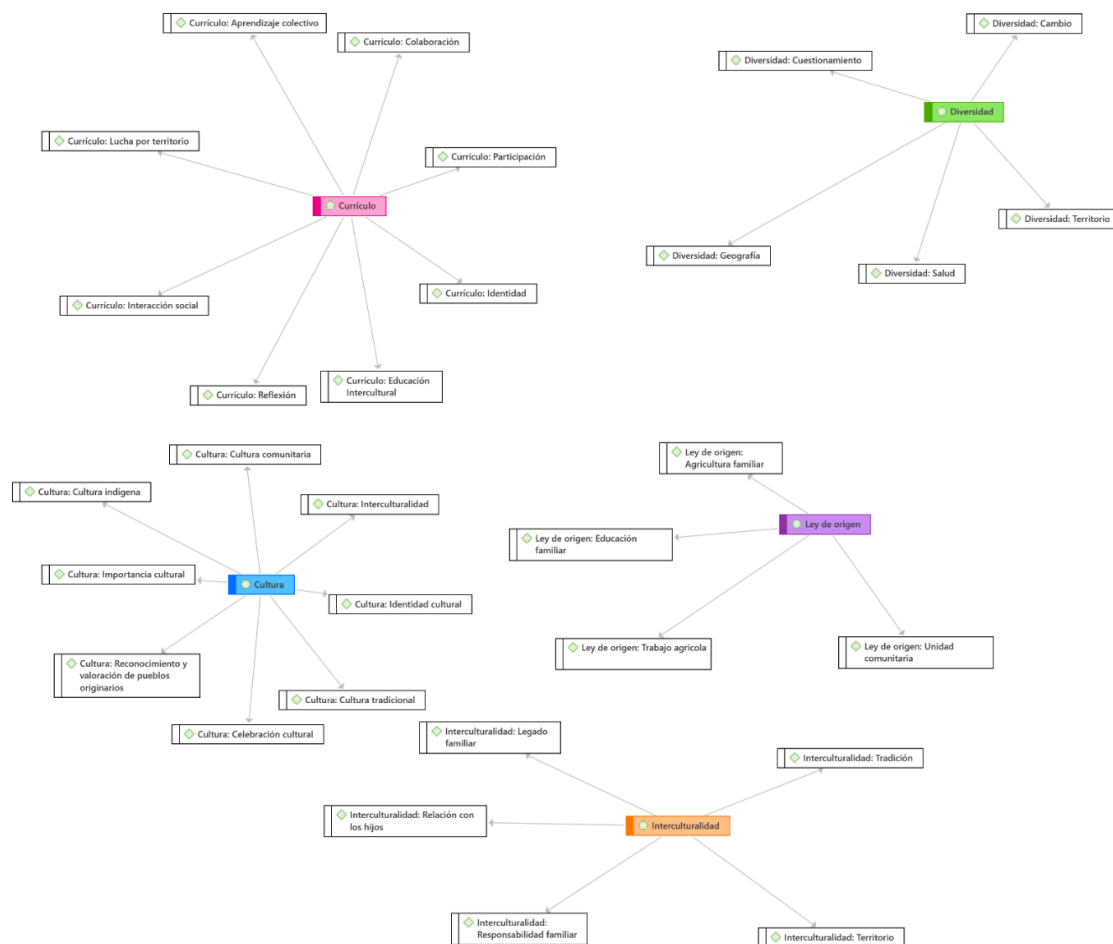 Currículo: Aprendizaje colectivo
Currículo: Colaboración
Currículo: Lucha por territorio
Currículo: Participación
Currículo
Currículo: Identidad
Currículo: Interacción social
Currículo: Educación
Intercultural
Currículo: Reflexión
Diversidad: Cambio
Diversidad: Cuestionamiento
Diversidad
Diversidad: Territorio
Diversidad: Geografía
Diversidad: Salud
Cultura: Cultura comunitaria
Cultura: Cultura indígena
Cultura: Interculturalidad
Cultura: Importancia cultural
Cultura
Cultura: Identidad cultural
Cultura: Reconocimiento y
valoración de pueblos
originarios
Cultura: Cultura tradicional
Cultura: Celebración cultural
Ley de origen:
Agricultura familiar
Ley de origen
Ley de origen: Educación
familiar
Ley de origen: Trabajo agrícola
Ley de origen: Unidad
comunitaria
Interculturalidad: Legado
familiar
Interculturalidad: Tradición
Interculturalidad: Relación con
los hijos
Interculturalidad
Interculturalidad:
Responsabilidad familiar
Interculturalidad: Territorio